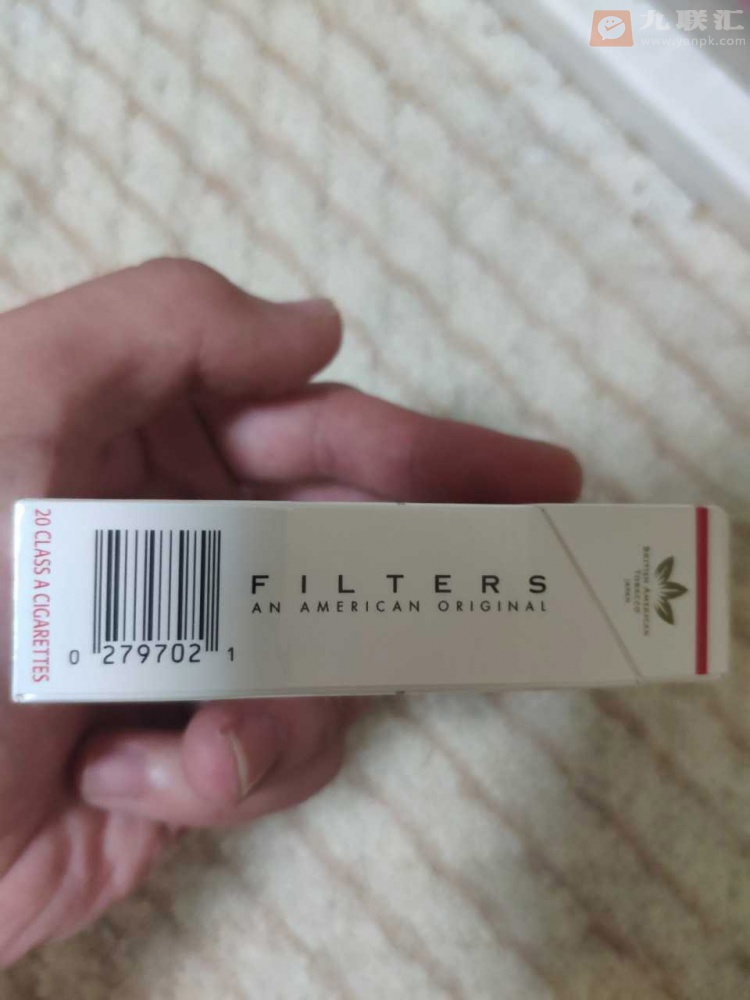 九联汇
www.yanpk.com
20 CLASS A CIGARETTES
0 279702 1
FILTERS
AN AMERICAN ORIGINAL
BRITISH AMERICAN
TOBACCO
JAPAN